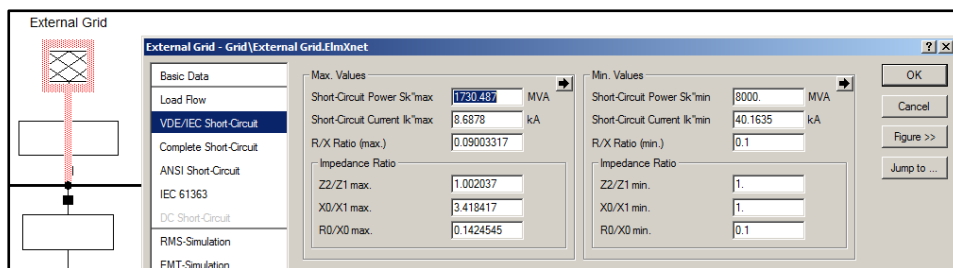 External Grid
External Grid - Grid\External Grid.ElmXnet
Basic Data
Load Flow
VDE/IEC Short-Circuit
Complete Short-Circuit
ANSI Short-Circuit
IEC 61363
DC Short-Circuit
RMS-Simulation
EMT-Simulation
Max. Values
Short-Circuit Power Sk"max 1730.487 MVA
Short-Circuit Current Ik"max 8.6878 kA
R/X Ratio (max.) 0.09003317
Impedance Ratio
Z2/Z1 max. 1.002037
X0/X1 max. 3.418417
R0/X0 max. 0.1424545
Min. Values
Short-Circuit Power Sk"min 8000. MVA
Short-Circuit Current Ik"min 40.1635 kA
R/X Ratio (min.) 0.1
Impedance Ratio
Z2/Z1 min. 1.
X0/X1 min. 1.
R0/X0 min. 0.1
OK
Cancel
Figure >>
Jump to ...